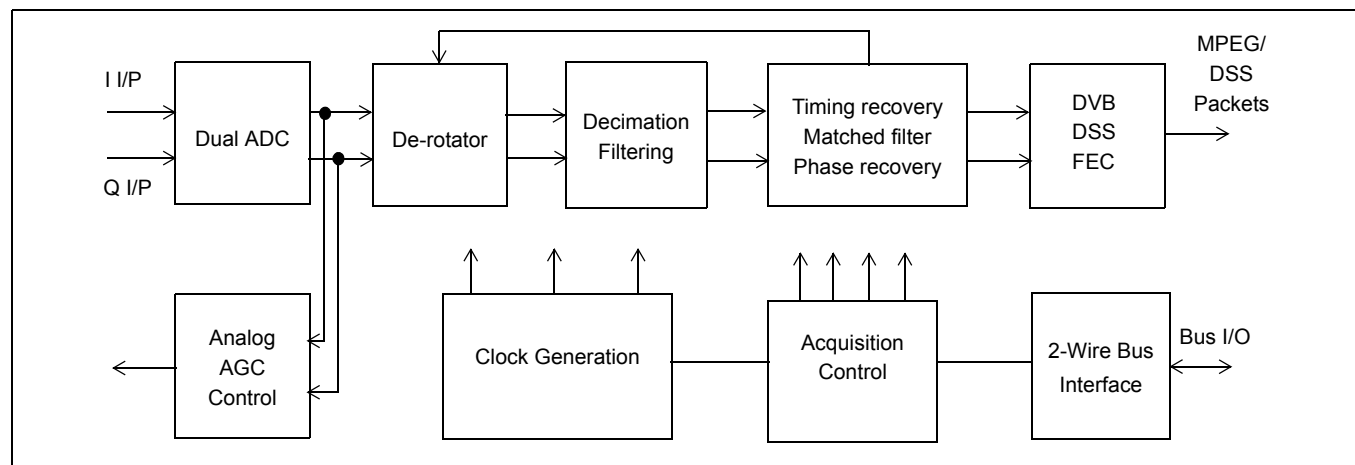 I I/P
Q I/P
Dual ADC
De-rotator
Decimation
Filtering
Timing recovery
Matched filter
Phase recovery
DVB
DSS
FEC
MPEG/
DSS
Packets
Analog
AGC
Control
Clock Generation
Acquisition
Control
2-Wire Bus
Interface
Bus I/O